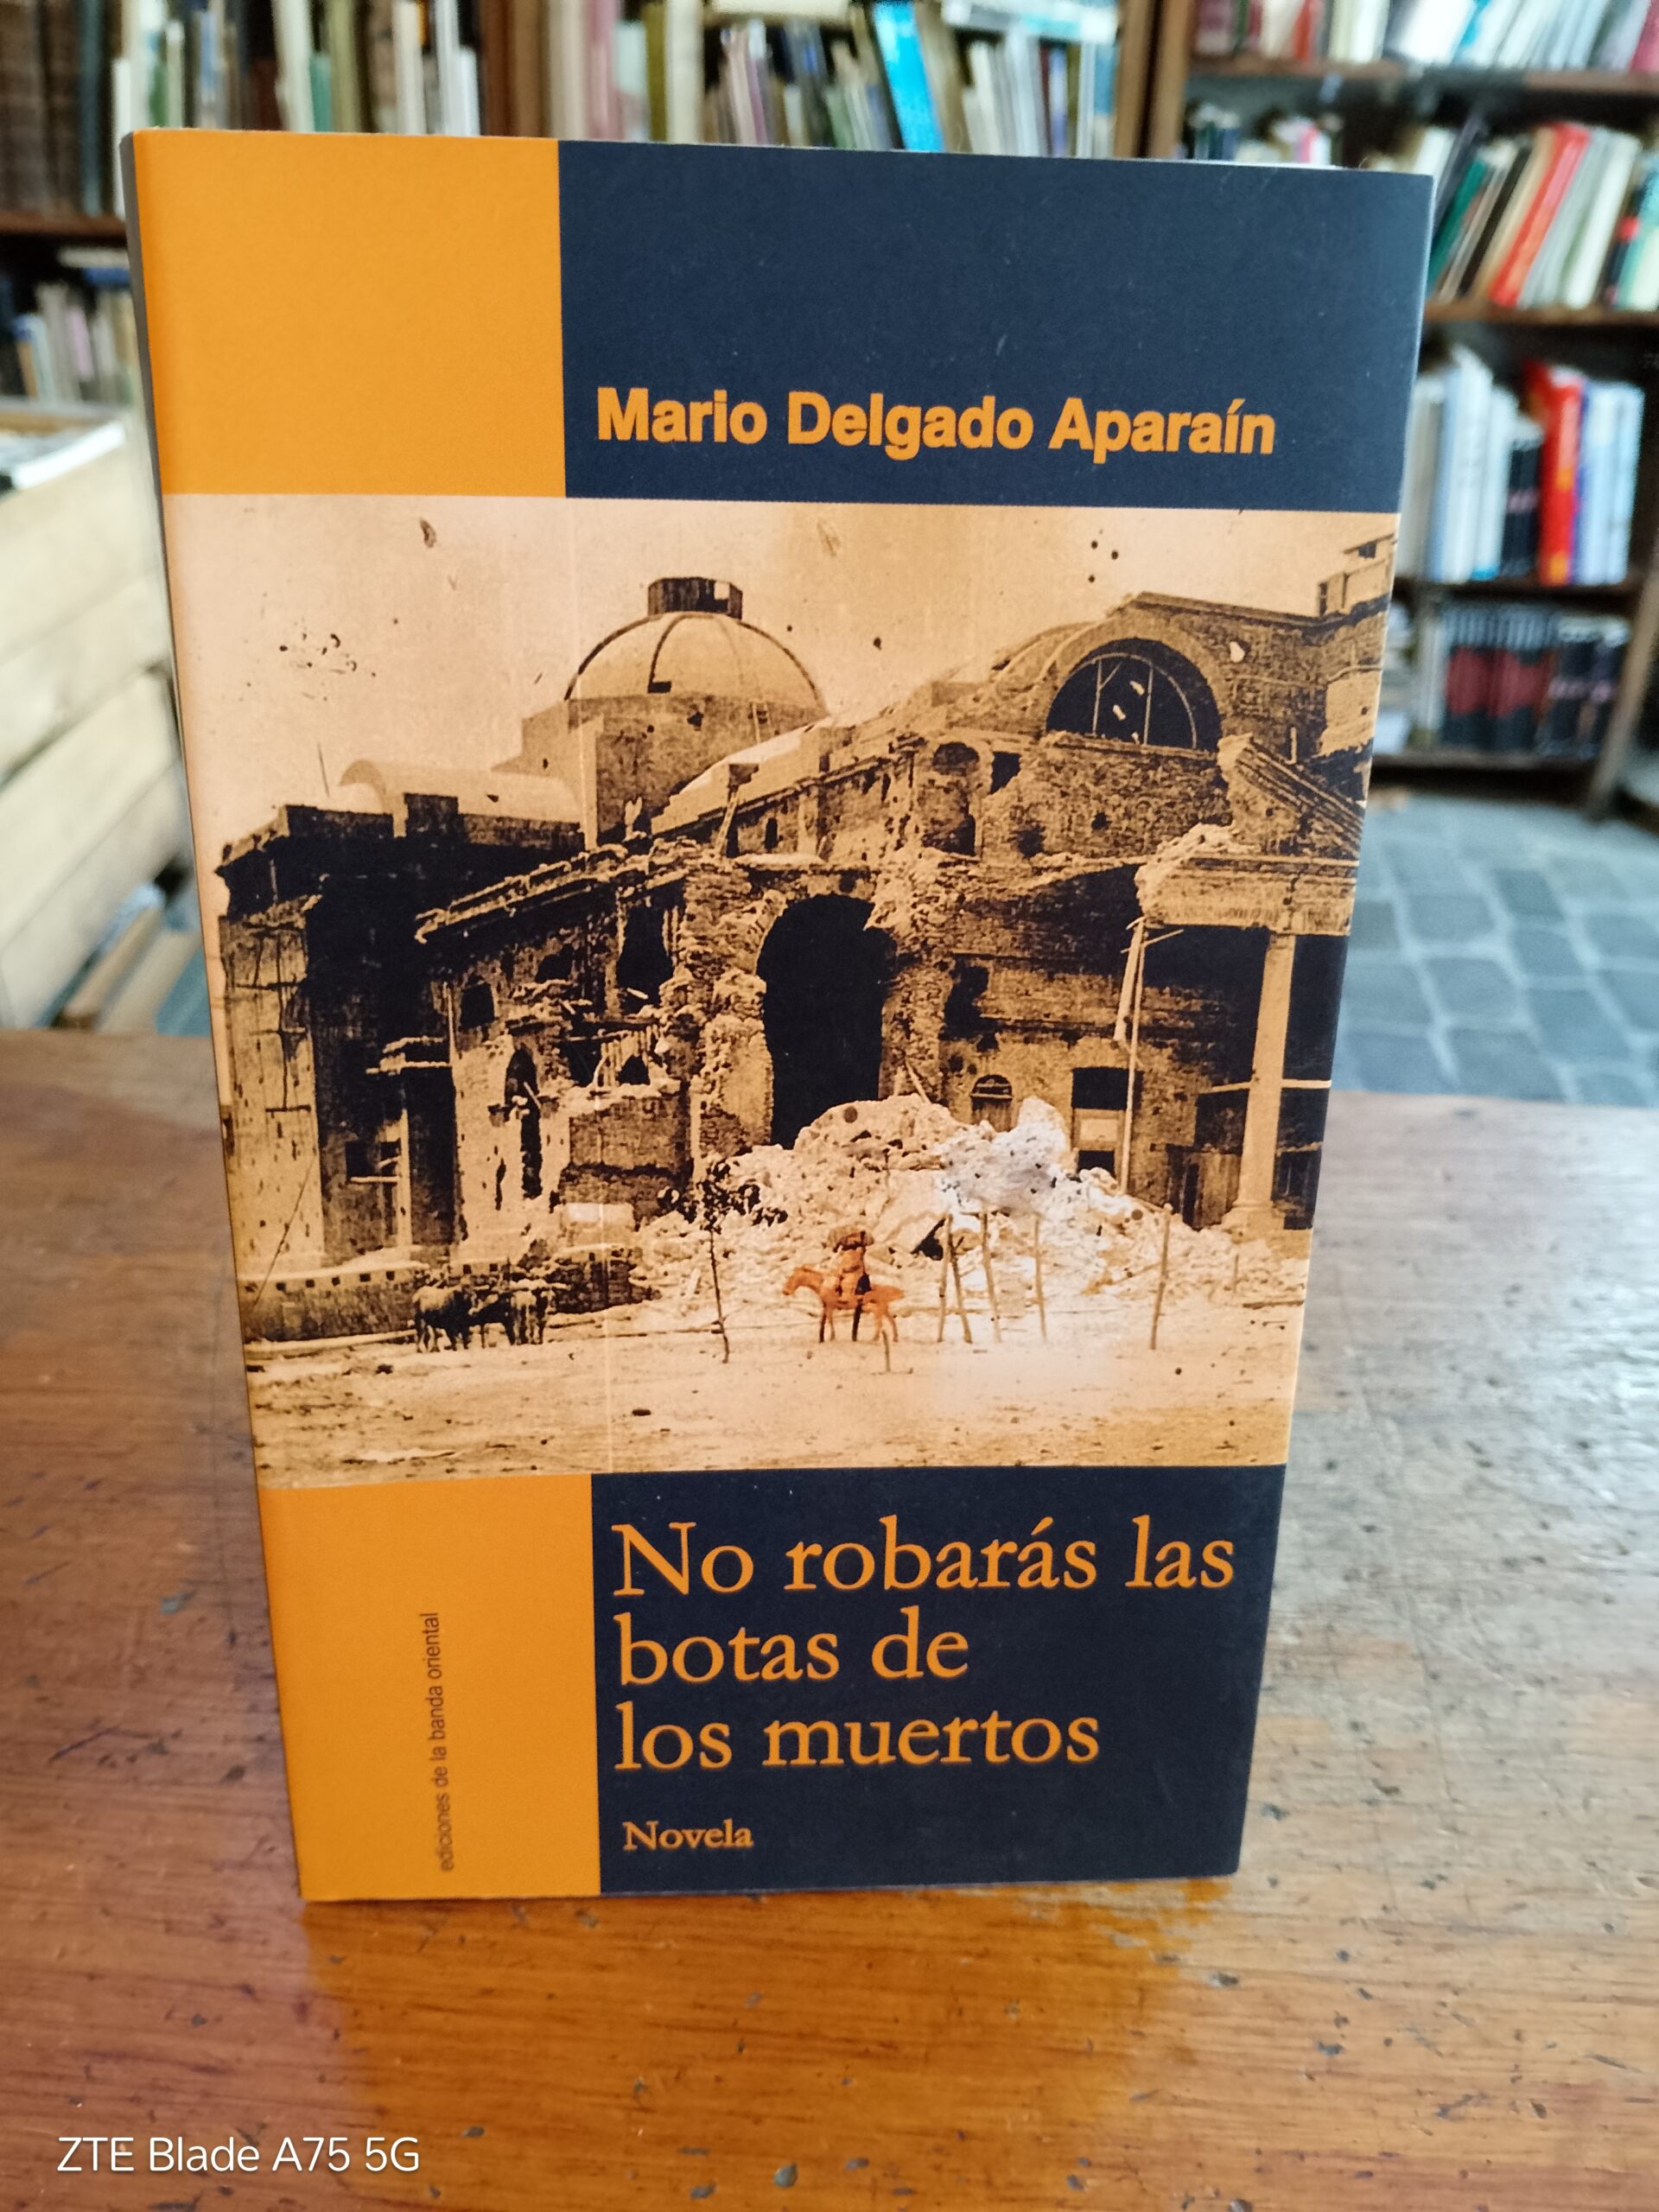 Mario Delgado Aparaín
No robarás las
botas de
los muertos
Novela
ediciones de la banda oriental
ZTE Blade A75 5G